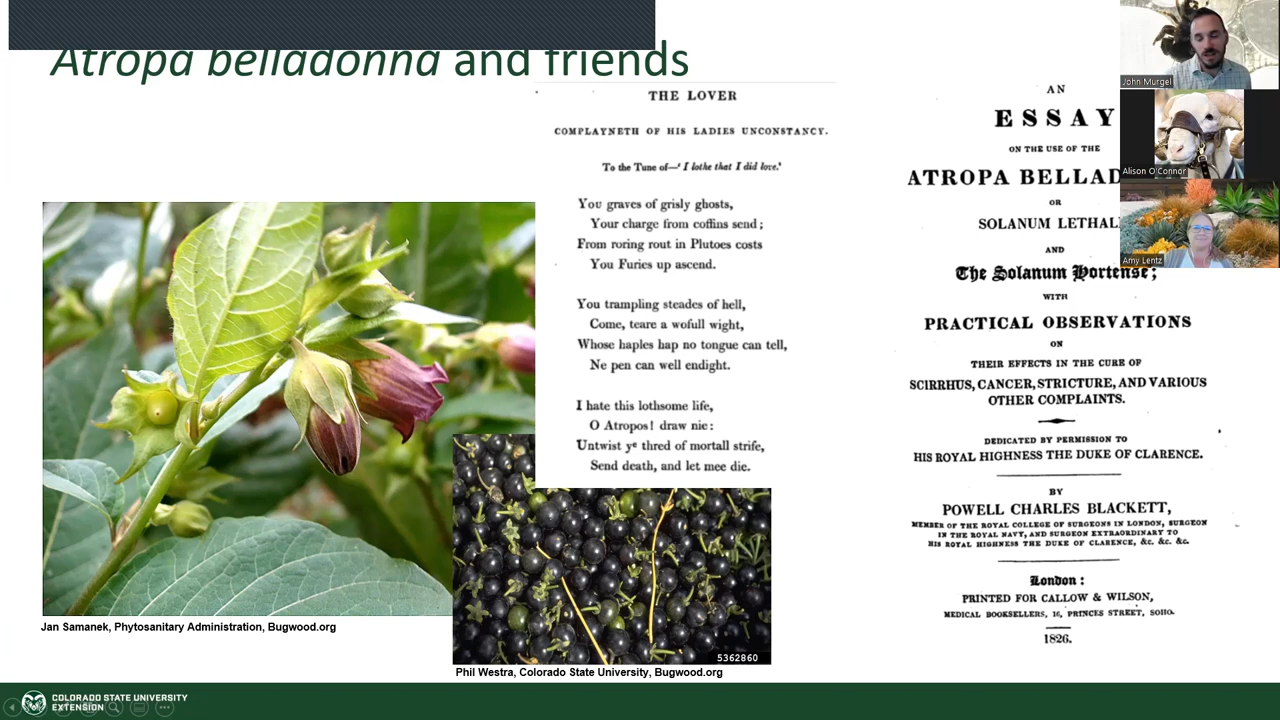 Atropa belladonna and friends
THE LOVER
COMPLAYNETH OF HIS LADIES UNCONSTANCY.
To the Tune of—‘ I lothe that I did love.’
You graves of grisly ghosts,
Your charge from coffins send;
From roring rout in Plutoes costs
You Furies up ascend.
You trampling steades of hell,
Come, teare a wofull wight,
Whose haples hap no tongue can tell,
Ne pen can well endight.
I hate this lothsome life,
O Atropos! draw nie:
Untwist yᵉ thred of mortall strife,
Send death, and let mee die.
AN
ESSAY
ON THE USE OF THE
ATROPA BELLAD
OR
SOLANUM LETHAL
AND
The Solanum Hortense;
WITH
PRACTICAL OBSERVATIONS
ON
THEIR EFFECTS IN THE CURE OF
SCIRRHUS, CANCER, STRICTURE, AND VARIOUS
OTHER COMPLAINTS.
DEDICATED BY PERMISSION TO
HIS ROYAL HIGHNESS THE DUKE OF CLARENCE.
BY
POWELL CHARLES BLACKETT,
MEMBER OF THE ROYAL COLLEGE OF SURGEONS IN LONDON, SURGEON
IN THE ROYAL NAVY, AND SURGEON EXTRAORDINARY TO
HIS ROYAL HIGHNESS THE DUKE OF CLARENCE, &c. &c. &c.
London:
PRINTED FOR CALLOW & WILSON,
MEDICAL BOOKSELLERS, 16, PRINCES STREET, SOHO.
1826.
John Murgel
Alison O'Connor
Amy Lentz
Jan Samanek, Phytosanitary Administration, Bugwood.org
5362860
Phil Westra, Colorado State University, Bugwood.org
COLORADO STATE UNIVERSITY
EXTENSION